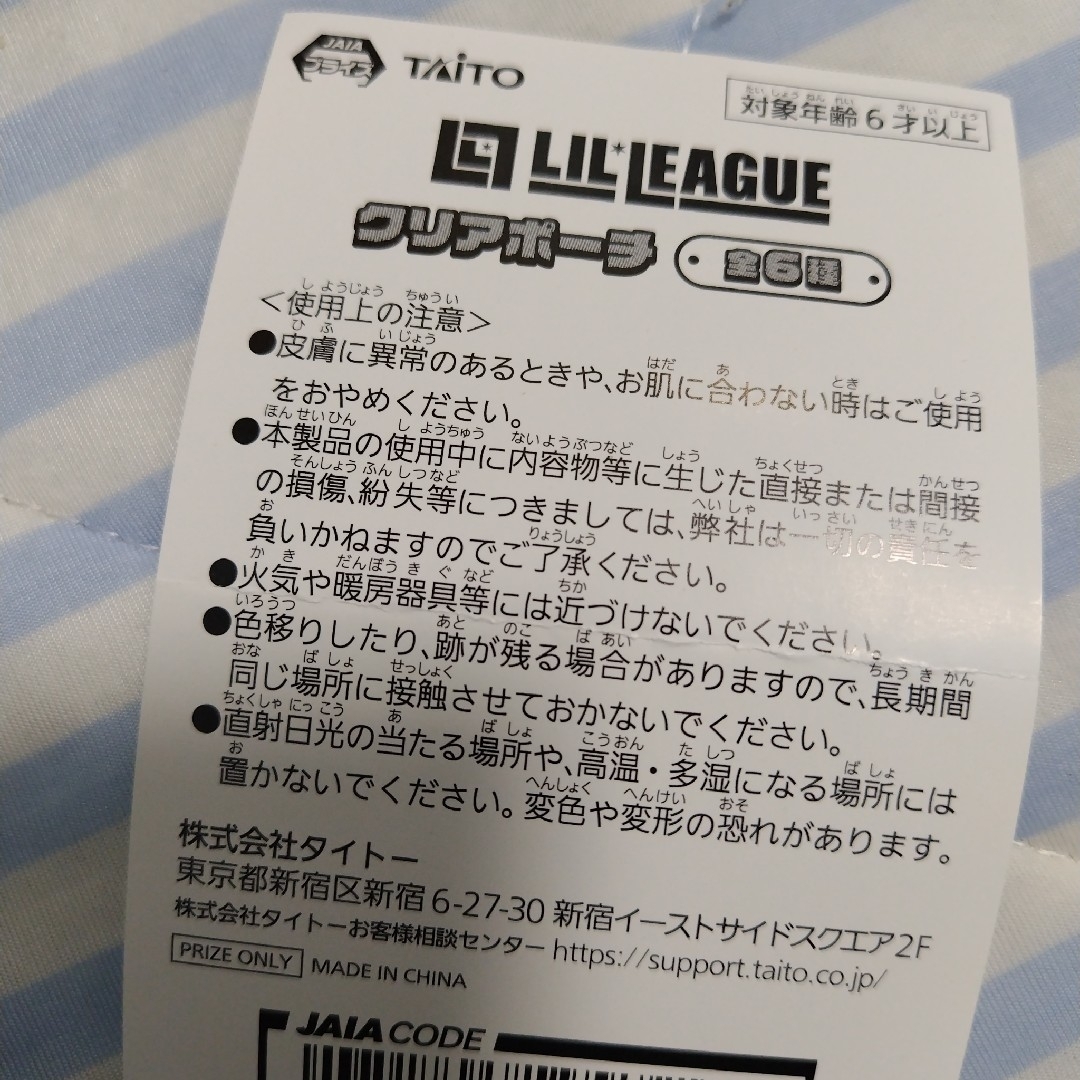 JAIA
プライズ
TAITO
対象年齢6才以上
LIL LEAGUE
クリアポーチ
全6種
<使用上の注意>
●皮膚に異常のあるときや、お肌に合わない時はご使用
をおやめください。
●本製品の使用中に内容物等に生じた直接または間接
の損傷、紛失等につきましては、弊社は一切の責任を
負いかねますのでご了承ください。
●火気や暖房器具等には近づけないでください。
●色移りしたり、跡が残る場合がありますので、長期間
同じ場所に接触させておかないでください。
●直射日光の当たる場所や、高温・多湿になる場所には
置かないでください。変色や変形の恐れがあります。
株式会社タイトー
東京都新宿区新宿6-27-30 新宿イーストサイドスクエア2F
株式会社タイトーお客様相談センター https://support.taito.co.jp/
PRIZE ONLY MADE IN CHINA
JAIA CODE